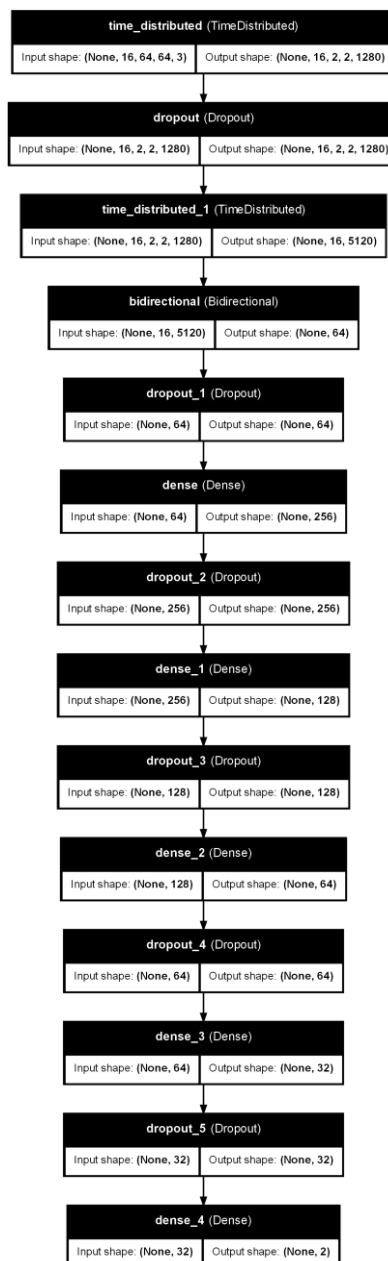 time_distributed (TimeDistributed)
Input shape: (None, 16, 64, 64, 3) Output shape: (None, 16, 2, 2, 1280)
dropout (Dropout)
Input shape: (None, 16, 2, 2, 1280) Output shape: (None, 16, 2, 2, 1280)
time_distributed_1 (TimeDistributed)
Input shape: (None, 16, 2, 2, 1280) Output shape: (None, 16, 5120)
bidirectional (Bidirectional)
Input shape: (None, 16, 5120) Output shape: (None, 64)
dropout_1 (Dropout)
Input shape: (None, 64) Output shape: (None, 64)
dense (Dense)
Input shape: (None, 64) Output shape: (None, 256)
dropout_2 (Dropout)
Input shape: (None, 256) Output shape: (None, 256)
dense_1 (Dense)
Input shape: (None, 256) Output shape: (None, 128)
dropout_3 (Dropout)
Input shape: (None, 128) Output shape: (None, 128)
dense_2 (Dense)
Input shape: (None, 128) Output shape: (None, 64)
dropout_4 (Dropout)
Input shape: (None, 64) Output shape: (None, 64)
dense_3 (Dense)
Input shape: (None, 64) Output shape: (None, 32)
dropout_5 (Dropout)
Input shape: (None, 32) Output shape: (None, 32)
dense_4 (Dense)
Input shape: (None, 32) Output shape: (None, 2)